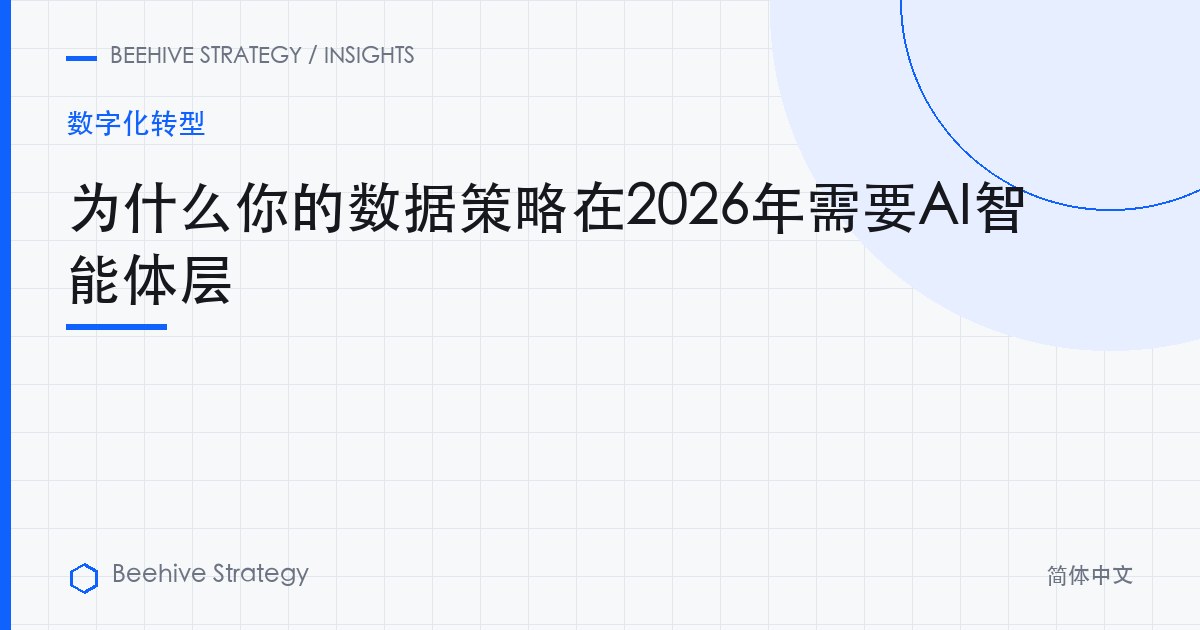 BEEHIVE STRATEGY / INSIGHTS
数字化转型
为什么你的数据策略在2026年需要AI智
能体层
Beehive Strategy
简体中文